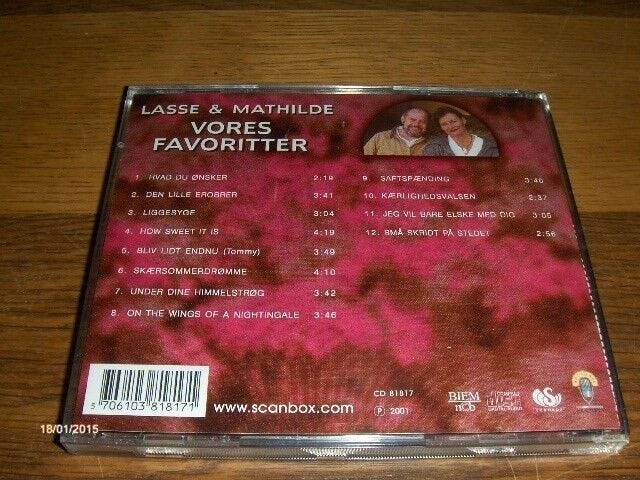 LASSE & MATHILDE
VORES
FAVORITTER
1. HVAD DU ØNSKER 2:19
2. DEN LILLE EROBRER 3:41
3. LIGGESYGE 3:04
4. HOW SWEET IT IS 4:19
5. BLIV LIDT ENDNU (Tommy) 3:49
6. SKÆRSOMMERDRØMME 4:10
7. UNDER DINE HIMMELSTRØG 3:42
8. ON THE WINGS OF A NIGHTINGALE 3:46
9. SAFTSPÆNDING 3:40
10. KÆRLIGHEDSVALSEN 2:37
11. JEG VIL BARE ELSKE MED DIG 3:05
12. SMÅ SKRIDT PÅ STEDET 2:56
5 706103 818171
www.scanbox.com
CD 81817
℗ 2001
BIEM
n©b
18/01/2015